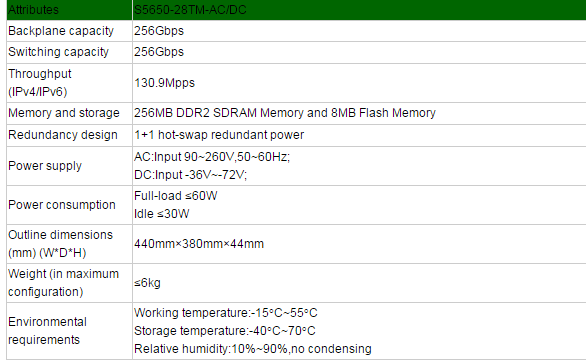 Attributes S5650-28TM-AC/DC
Backplane capacity 256Gbps
Switching capacity 256Gbps
Throughput
(IPv4/IPv6)
130.9Mpps
Memory and storage 256MB DDR2 SDRAM Memory and 8MB Flash Memory
Redundancy design 1+1 hot-swap redundant power
Power supply
AC:Input 90~260V,50~60Hz;
DC:Input -36V~-72V;
Power consumption
Full-load ≤60W
Idle ≤30W
Outline dimensions
(mm) (W*D*H)
440mm×380mm×44mm
Weight (in maximum
configuration)
≤6kg
Environmental
requirements
Working temperature:-15°C~55°C
Storage temperature:-40°C~70°C
Relative humidity:10%~90%,no condensing